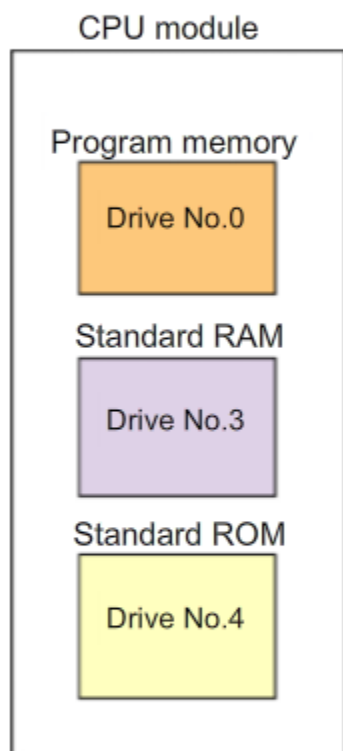 CPU module
Program memory
Drive No.0
Standard RAM
Drive No.3
Standard ROM
Drive No.4